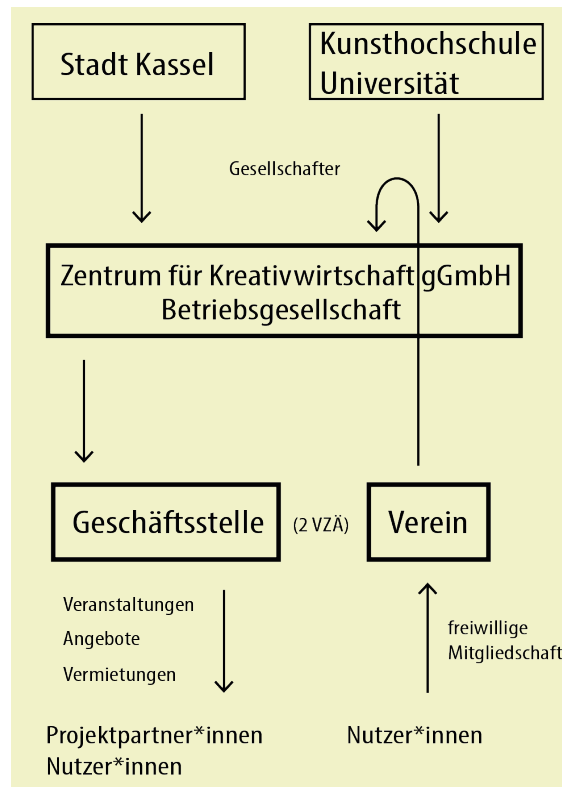 Stadt Kassel
Kunsthochschule
Universität
Gesellschafter
Zentrum für Kreativwirtschaft gGmbH
Betriebsgesellschaft
Geschäftsstelle
(2 VZÄ)
Verein
Veranstaltungen
Angebote
Vermietungen
freiwillige
Mitgliedschaft
Projektpartner*innen
Nutzer*innen
Nutzer*innen